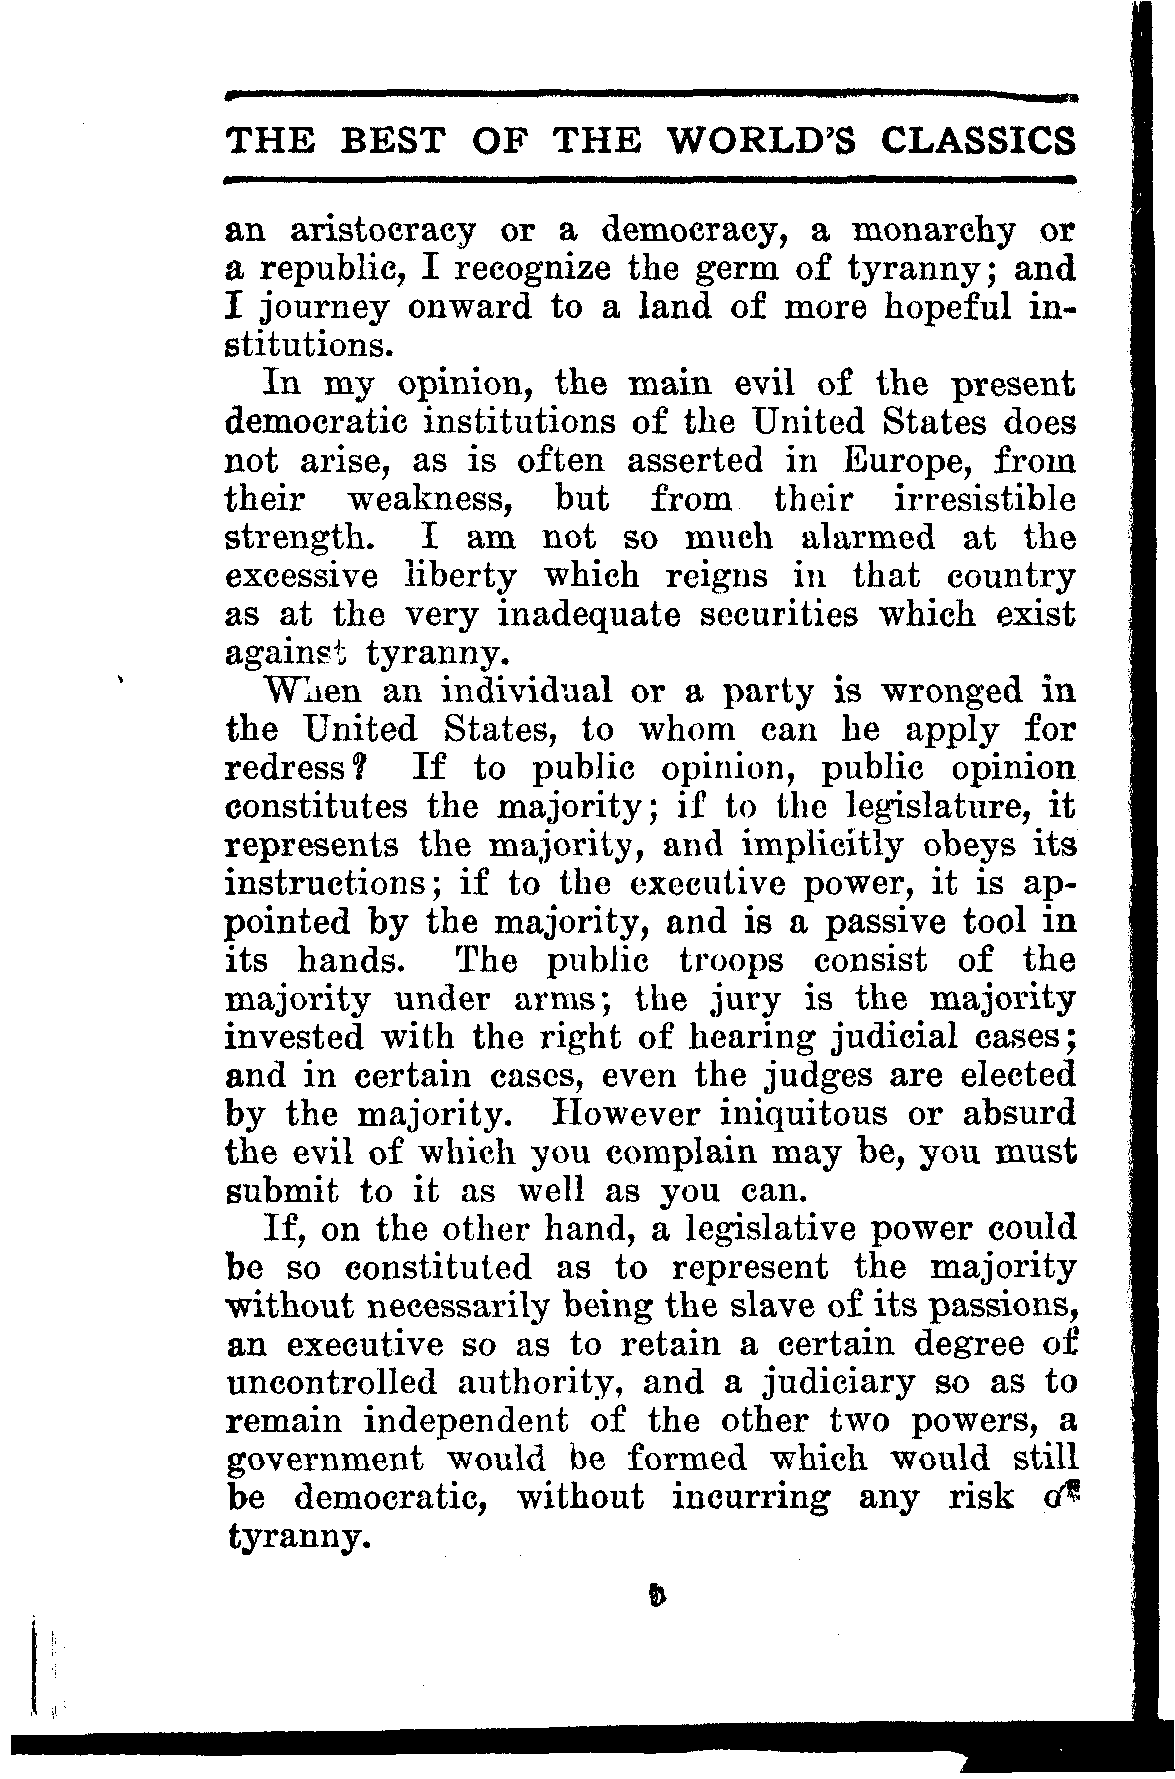 THE BEST OF THE WORLD'S CLASSICS
an aristocracy or a democracy, a monarchy or
a republic, I recognize the germ of tyranny; and
I journey onward to a land of more hopeful in-
stitutions.
In my opinion, the main evil of the present
democratic institutions of the United States does
not arise, as is often asserted in Europe, from
their weakness, but from their irresistible
strength. I am not so much alarmed at the
excessive liberty which reigns in that country
as at the very inadequate securities which exist
against tyranny.
When an individual or a party is wronged in
the United States, to whom can he apply for
redress? If to public opinion, public opinion
constitutes the majority; if to the legislature, it
represents the majority, and implicitly obeys its
instructions; if to the executive power, it is ap-
pointed by the majority, and is a passive tool in
its hands. The public troops consist of the
majority under arms; the jury is the majority
invested with the right of hearing judicial cases;
and in certain cases, even the judges are elected
by the majority. However iniquitous or absurd
the evil of which you complain may be, you must
submit to it as well as you can.
If, on the other hand, a legislative power could
be so constituted as to represent the majority
without necessarily being the slave of its passions,
an executive so as to retain a certain degree of
uncontrolled authority, and a judiciary so as to
remain independent of the other two powers, a
government would be formed which would still
be democratic, without incurring any risk of
tyranny.